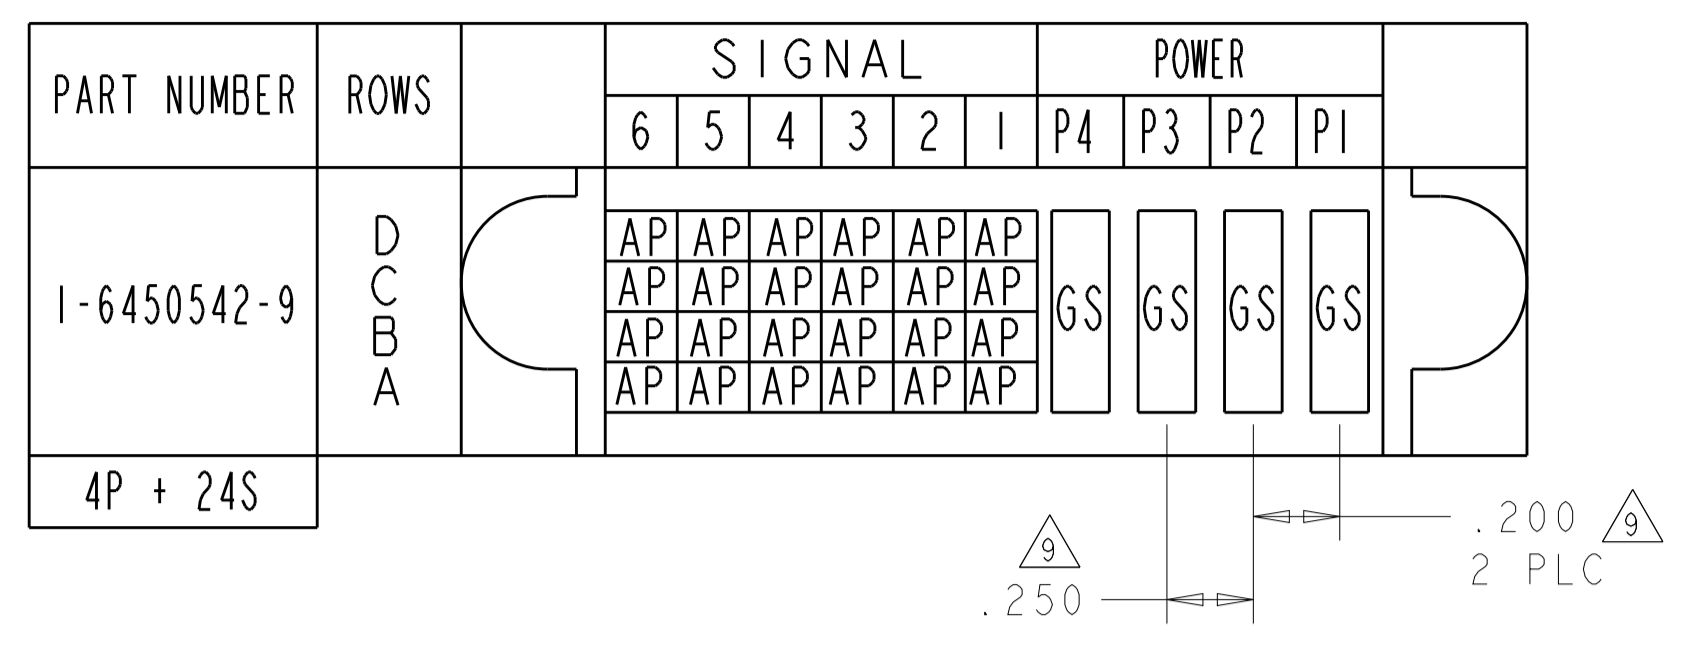 PART NUMBER ROWS SIGNAL POWER
6 5 4 3 2 1 P4 P3 P2 P1
D AP AP AP AP AP AP
C AP AP AP AP AP AP
1-6450542-9 GS GS GS GS
B AP AP AP AP AP AP
A AP AP AP AP AP AP
4P + 24S
.200 9
2 PLC
9
.250